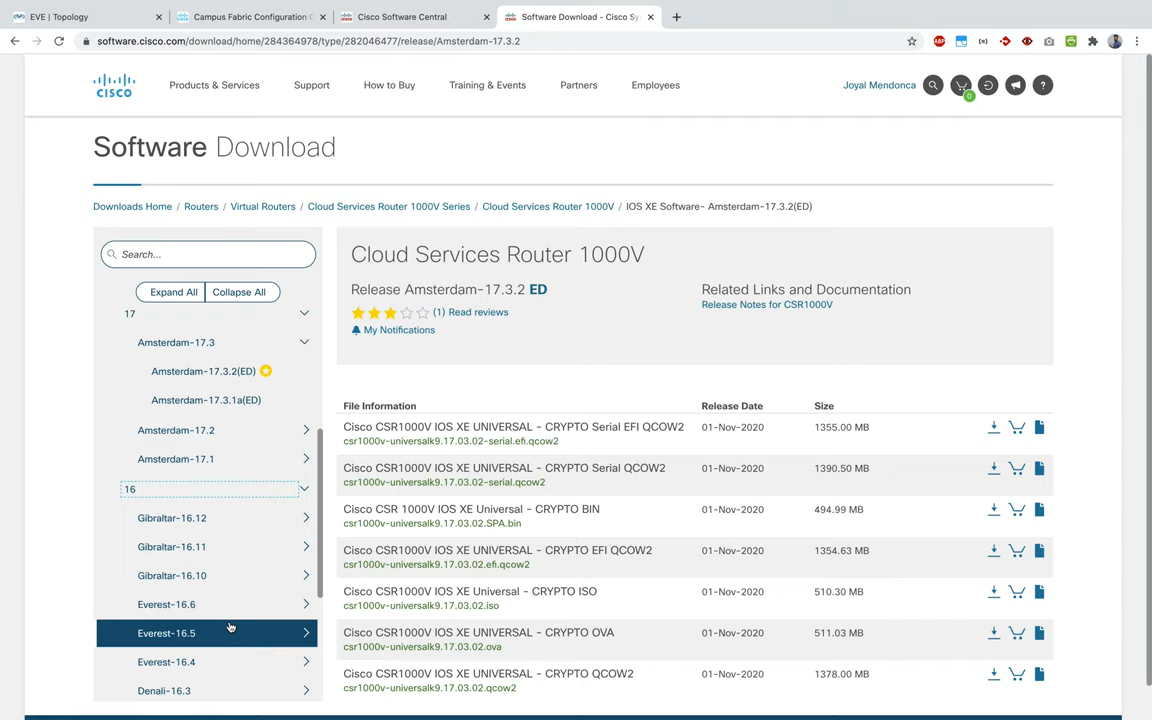 EVE | Topology
Campus Fabric Configuration G
Cisco Software Central
Software Download - Cisco Sy
software.cisco.com/download/home/284364978/type/282046477/release/Amsterdam-17.3.2
ABP
CISCO
Products & Services
Support
How to Buy
Training & Events
Partners
Employees
Joyal Mendonca
0
?
Software Download
Downloads Home / Routers / Virtual Routers / Cloud Services Router 1000V Series / Cloud Services Router 1000V / IOS XE Software- Amsterdam-17.3.2(ED)
Search...
Expand All
Collapse All
17
Amsterdam-17.3
Amsterdam-17.3.2(ED)
Amsterdam-17.3.1a(ED)
Amsterdam-17.2
Amsterdam-17.1
16
Gibraltar-16.12
Gibraltar-16.11
Gibraltar-16.10
Everest-16.6
Everest-16.5
Everest-16.4
Denali-16.3
Cloud Services Router 1000V
Release Amsterdam-17.3.2 ED
(1) Read reviews
My Notifications
Related Links and Documentation
Release Notes for CSR1000V
File Information Release Date Size
Cisco CSR1000V IOS XE UNIVERSAL - CRYPTO Serial EFI QCOW2 01-Nov-2020 1355.00 MB
csr1000v-universalk9.17.03.02-serial.efi.qcow2
Cisco CSR1000V IOS XE UNIVERSAL - CRYPTO Serial QCOW2 01-Nov-2020 1390.50 MB
csr1000v-universalk9.17.03.02-serial.qcow2
Cisco CSR 1000V IOS XE Universal - CRYPTO BIN 01-Nov-2020 494.99 MB
csr1000v-universalk9.17.03.02.SPA.bin
Cisco CSR1000V IOS XE UNIVERSAL - CRYPTO EFI QCOW2 01-Nov-2020 1354.63 MB
csr1000v-universalk9.17.03.02.efi.qcow2
Cisco CSR1000V IOS XE Universal - CRYPTO ISO 01-Nov-2020 510.30 MB
csr1000v-universalk9.17.03.02.iso
Cisco CSR1000V IOS XE UNIVERSAL - CRYPTO OVA 01-Nov-2020 511.03 MB
csr1000v-universalk9.17.03.02.ova
Cisco CSR1000V IOS XE UNIVERSAL - CRYPTO QCOW2 01-Nov-2020 1378.00 MB
csr1000v-universalk9.17.03.02.qcow2